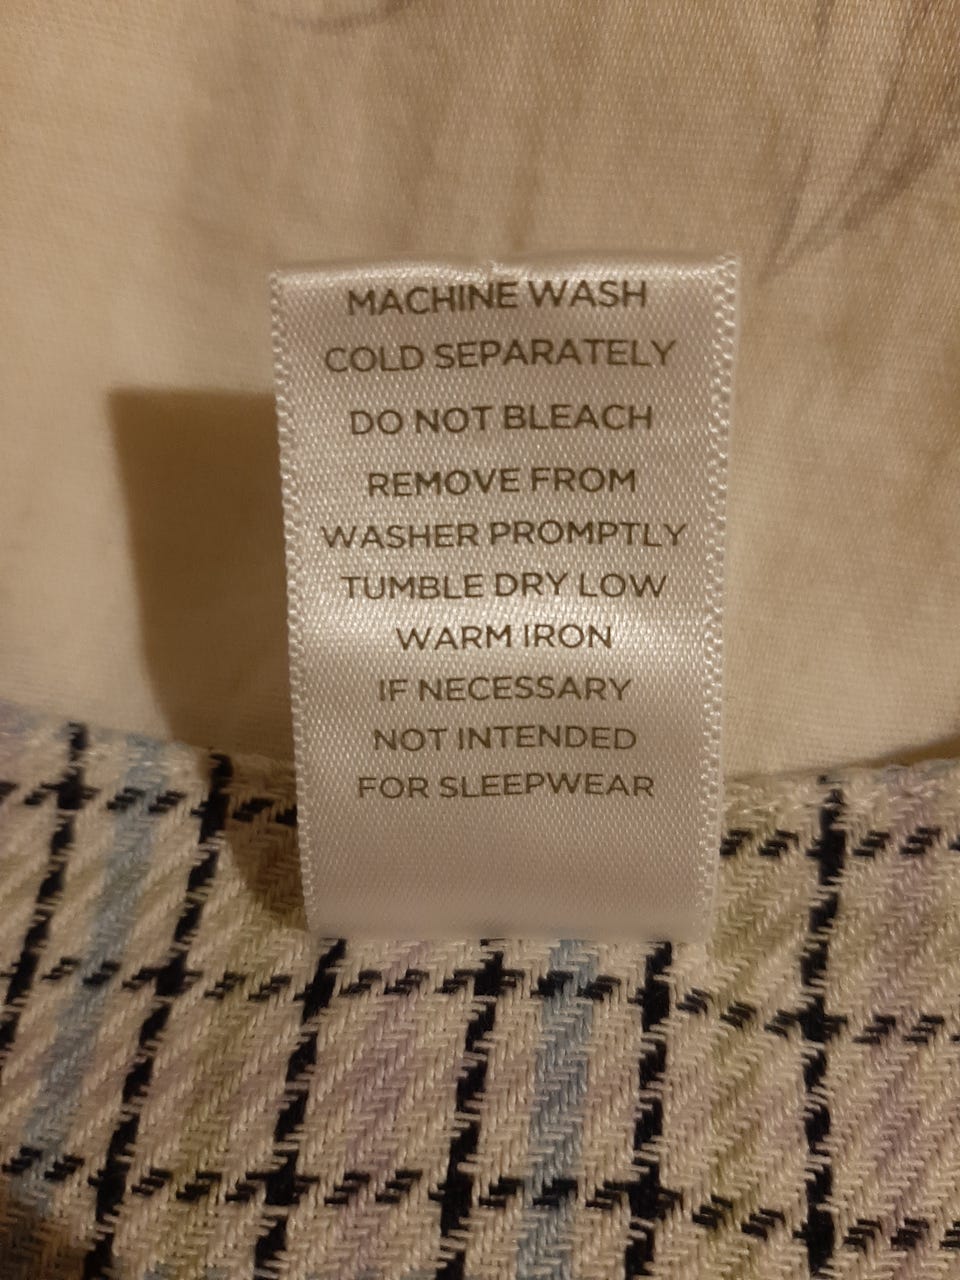 MACHINE WASH
COLD SEPARATELY
DO NOT BLEACH
REMOVE FROM
WASHER PROMPTLY
TUMBLE DRY LOW
WARM IRON
IF NECESSARY
NOT INTENDED
FOR SLEEPWEAR